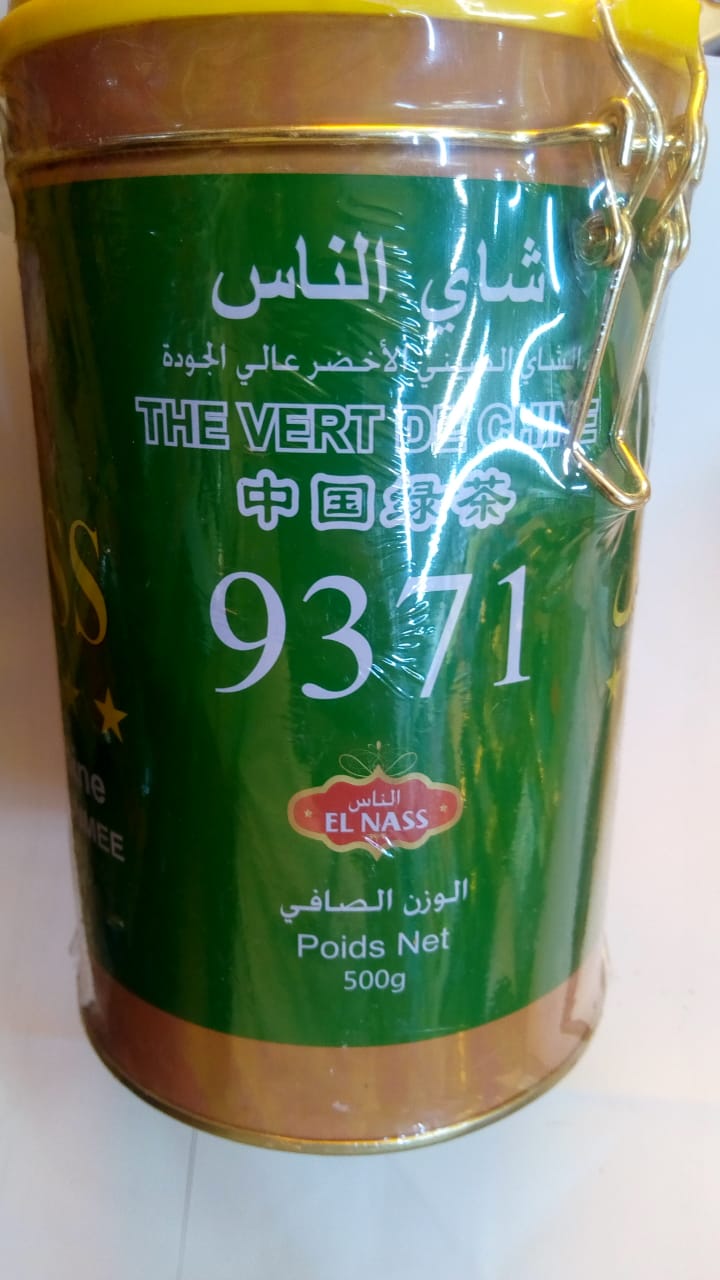 شاي الناس
الشاي الصيني الأخضر عالي الجودة
THE VERT DE CHINE
中国绿茶
9371
الناس
EL NASS
الوزن الصافي
Poids Net
500g